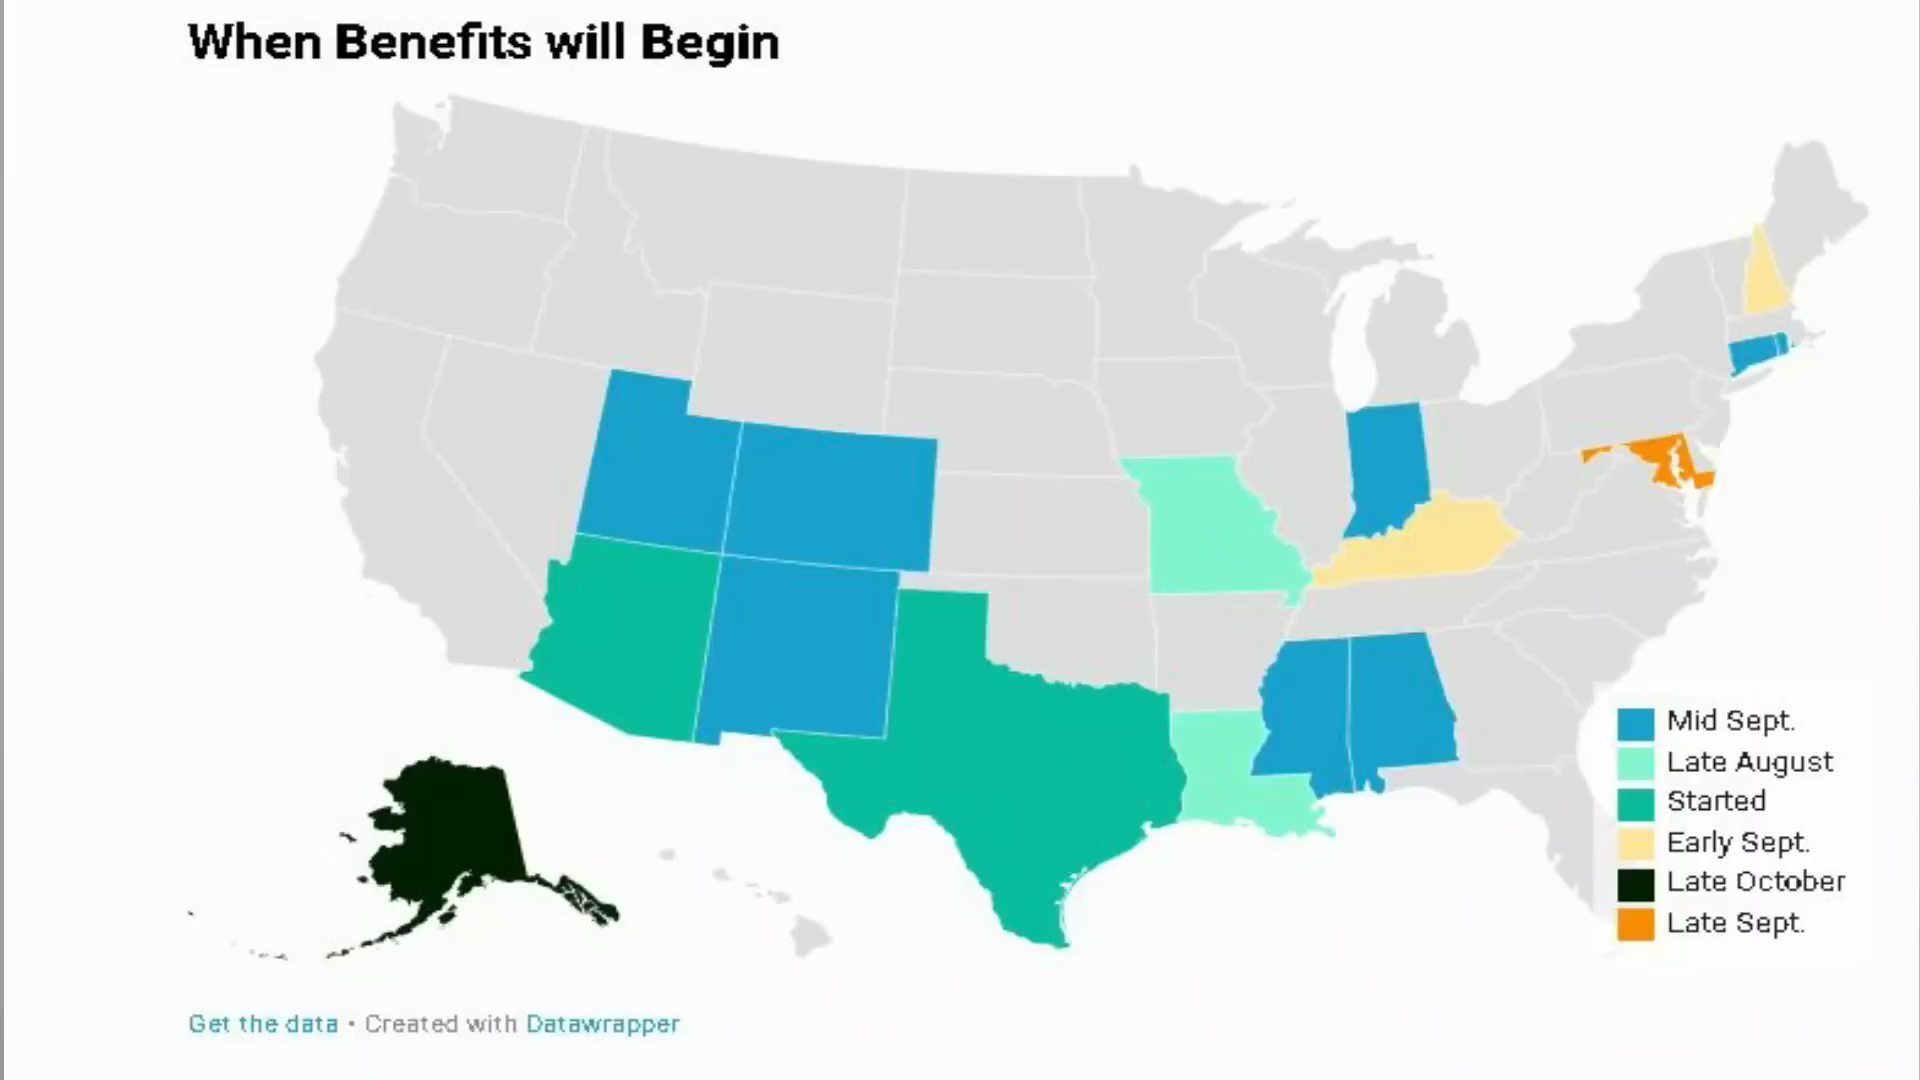 When Benefits will Begin
Mid Sept.
Late August
Started
Early Sept.
Late October
Late Sept.
Get the data • Created with Datawrapper